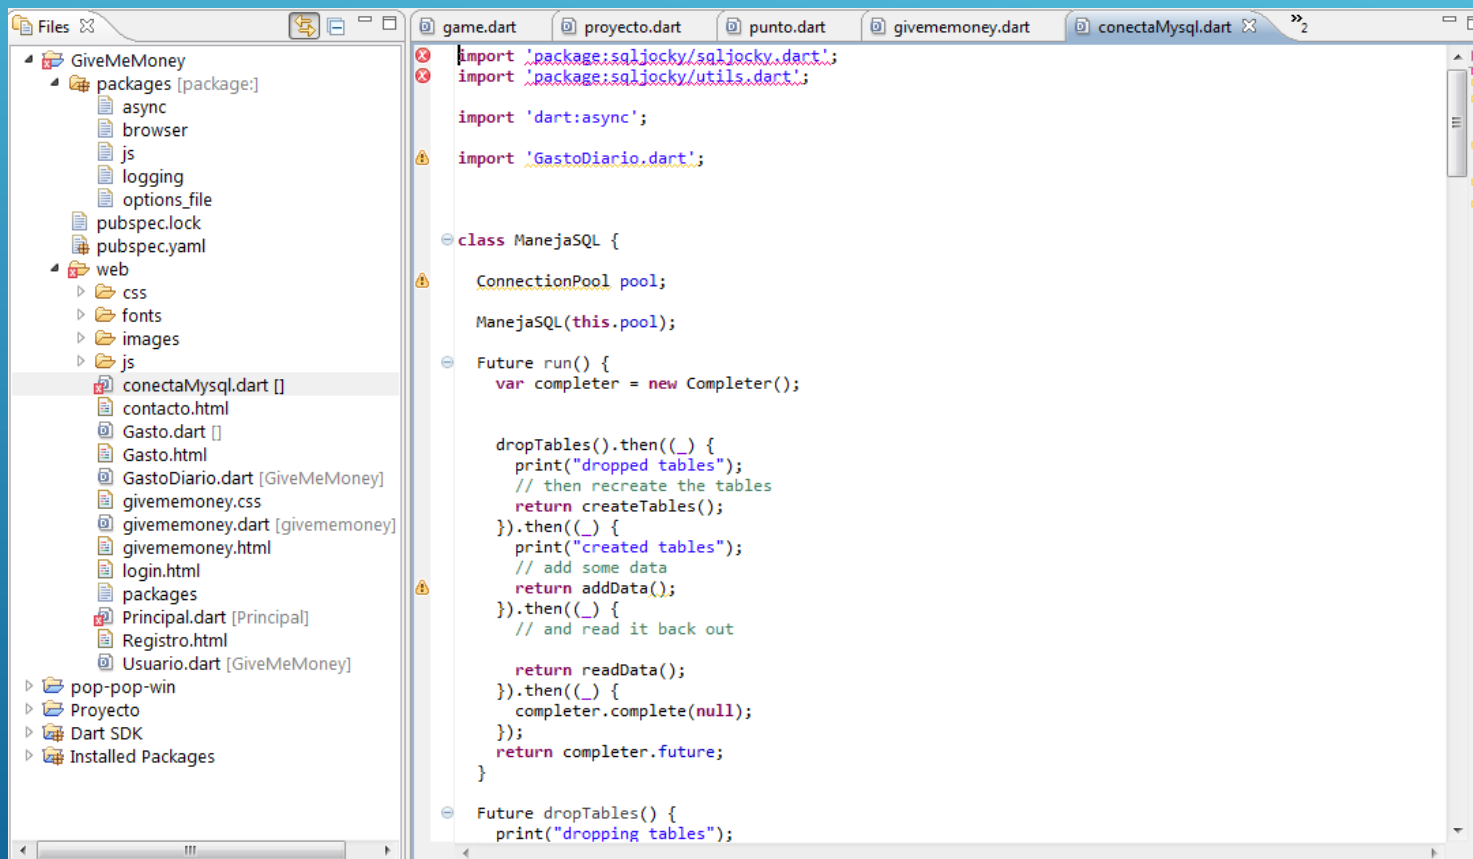 Files
GiveMeMoney
packages [package:]
async
browser
js
logging
options_file
pubspec.lock
pubspec.yaml
web
css
fonts
images
js
conectaMysql.dart []
contacto.html
Gasto.dart []
Gasto.html
GastoDiario.dart [GiveMeMoney]
givememoney.css
givememoney.dart [givememoney]
givememoney.html
login.html
packages
Principal.dart [Principal]
Registro.html
Usuario.dart [GiveMeMoney]
pop-pop-win
Proyecto
Dart SDK
Installed Packages
game.dart proyecto.dart punto.dart givememoney.dart conectaMysql.dart »2
import 'package:sqljocky/sqljocky.dart';
import 'package:sqljocky/utils.dart';
import 'dart:async';
import 'GastoDiario.dart';
class ManejaSQL {
ConnectionPool pool;
ManejaSQL(this.pool);
Future run() {
var completer = new Completer();
dropTables().then((_) {
print("dropped tables");
// then recreate the tables
return createTables();
}).then((_) {
print("created tables");
// add some data
return addData();
}).then((_) {
// and read it back out
return readData();
}).then((_) {
completer.complete(null);
});
return completer.future;
}
Future dropTables() {
print("dropping tables");